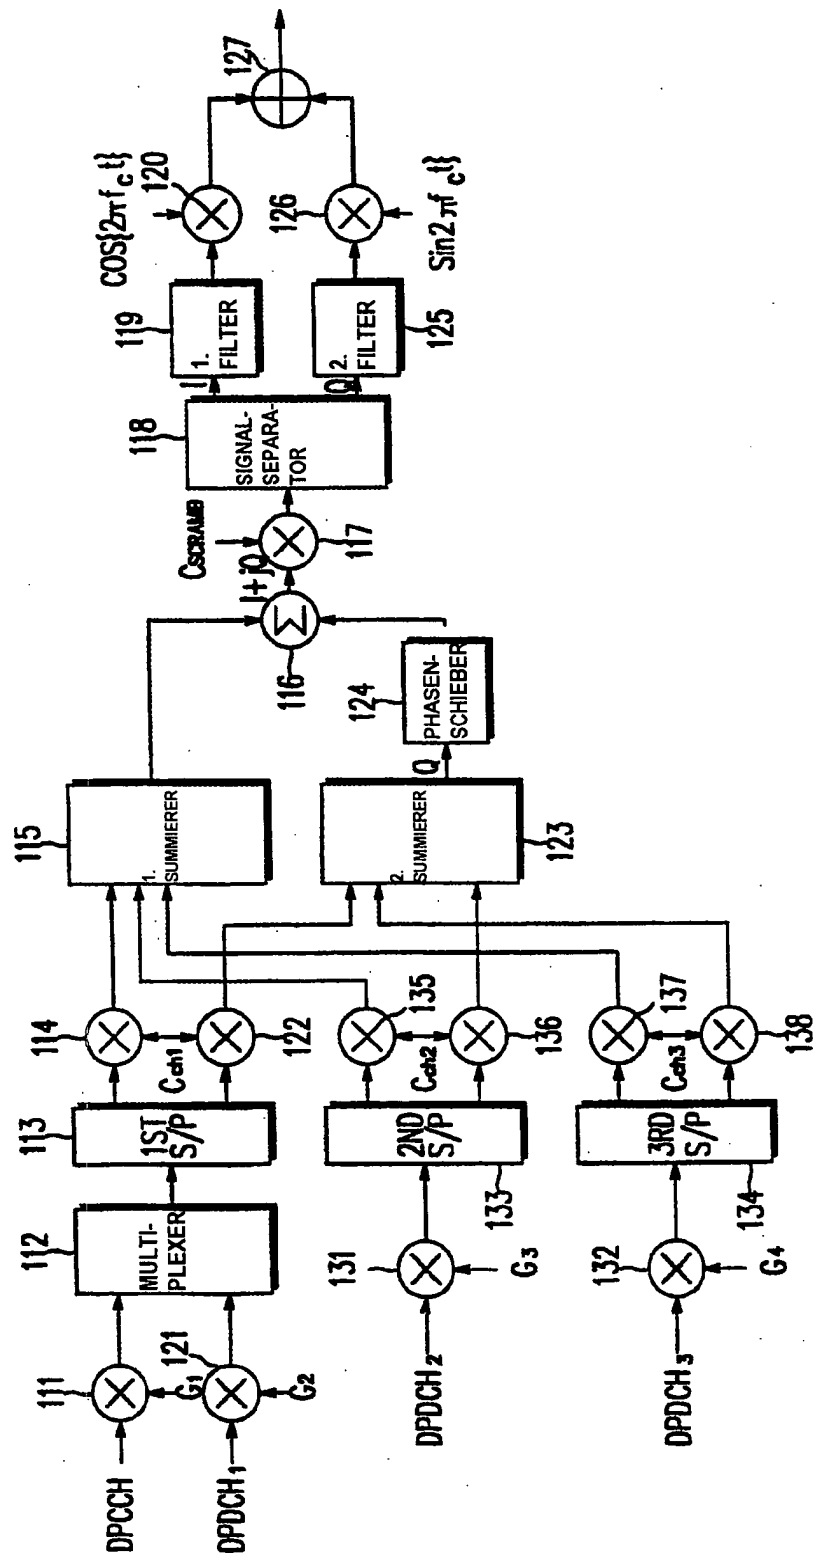 DPCCH
111
G1
DPDCH1
121
G2
112
MULTI-
PLEXER
113
1ST
S/P
114
Cch1
122
115
1.
SUMMIERER
DPDCH2
131
G3
133
2ND
S/P
135
Cch2
136
123
2.
SUMMIERER
Q
124
PHASEN-
SCHIEBER
DPDCH3
132
G4
134
3RD
S/P
137
Cch3
138
116
Σ
I+jQ
CSCRAMB
117
118
SIGNAL-
SEPARA-
TOR
I
Q
119
1.
FILTER
125
2.
FILTER
COS{2πfct}
120
126
Sin2πfct}
127